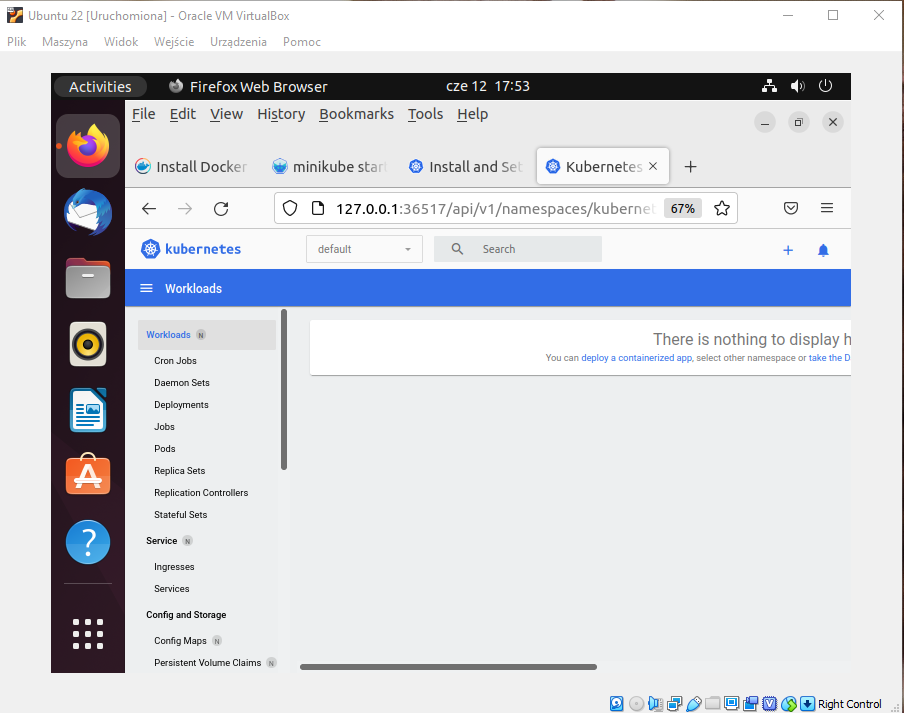 Ubuntu 22 [Uruchomiona] - Oracle VM VirtualBox
Plik Maszyna Widok Wejście Urządzenia Pomoc
Activities Firefox Web Browser cze 12 17:53
File Edit View History Bookmarks Tools Help
Install Docker minikube start Install and Set Kubernetes
127.0.0.1:36517/api/v1/namespaces/kubernet 67%
kubernetes default Search
Workloads
Workloads N
There is nothing to display h
You can deploy a containerized app, select other namespace or take the D
Cron Jobs
Daemon Sets
Deployments
Jobs
Pods
Replica Sets
Replication Controllers
Stateful Sets
Service N
Ingresses
Services
Config and Storage
Config Maps N
Persistent Volume Claims N
Right Control